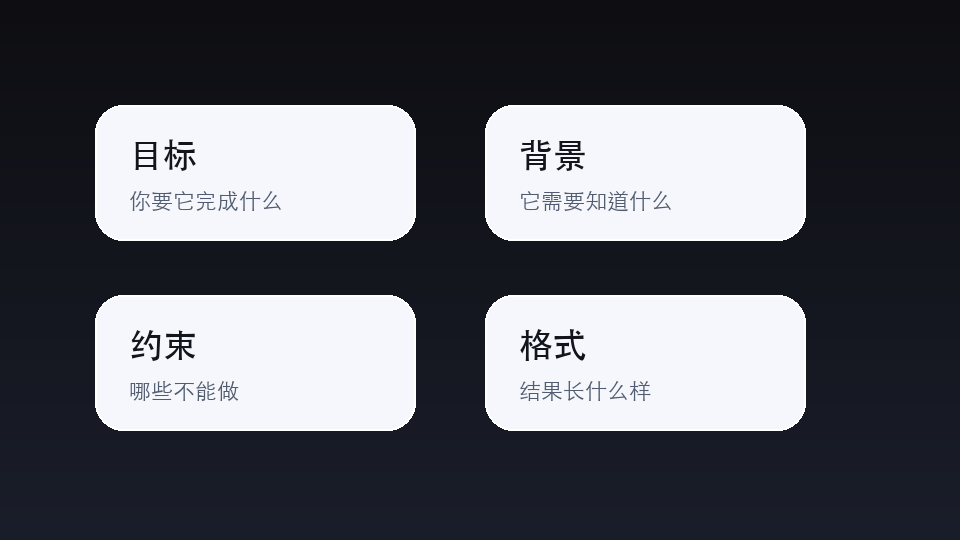 目标
你要它完成什么
背景
它需要知道什么
约束
哪些不能做
格式
结果长什么样